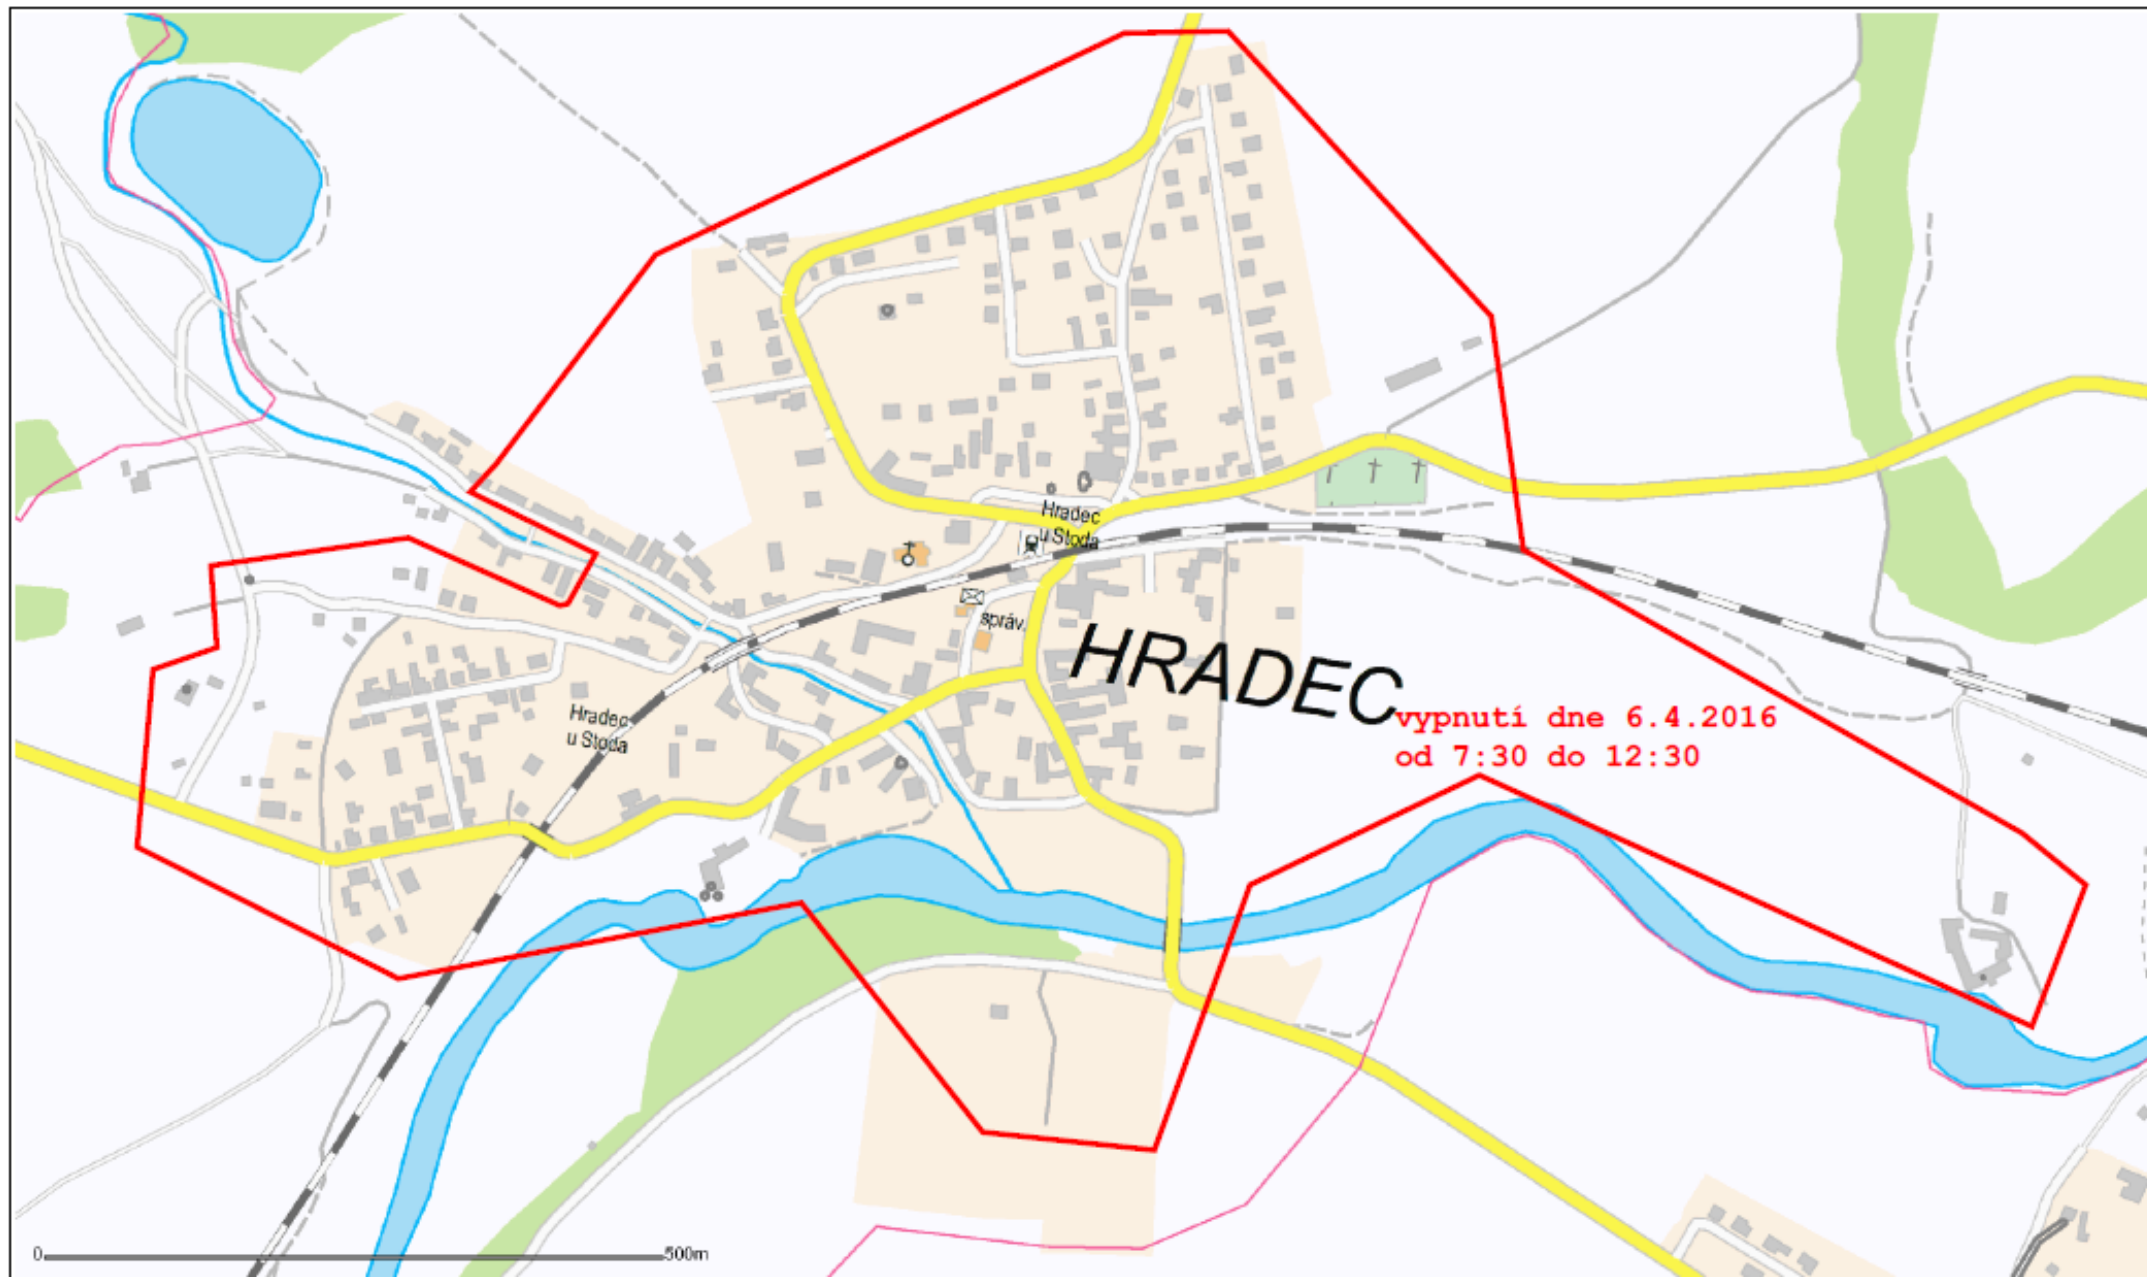 Hradec
u Stoda
správ.
HRADEC
Hradec
u Stoda
vypnutí dne 6.4.2016
od 7:30 do 12:30
0
500m